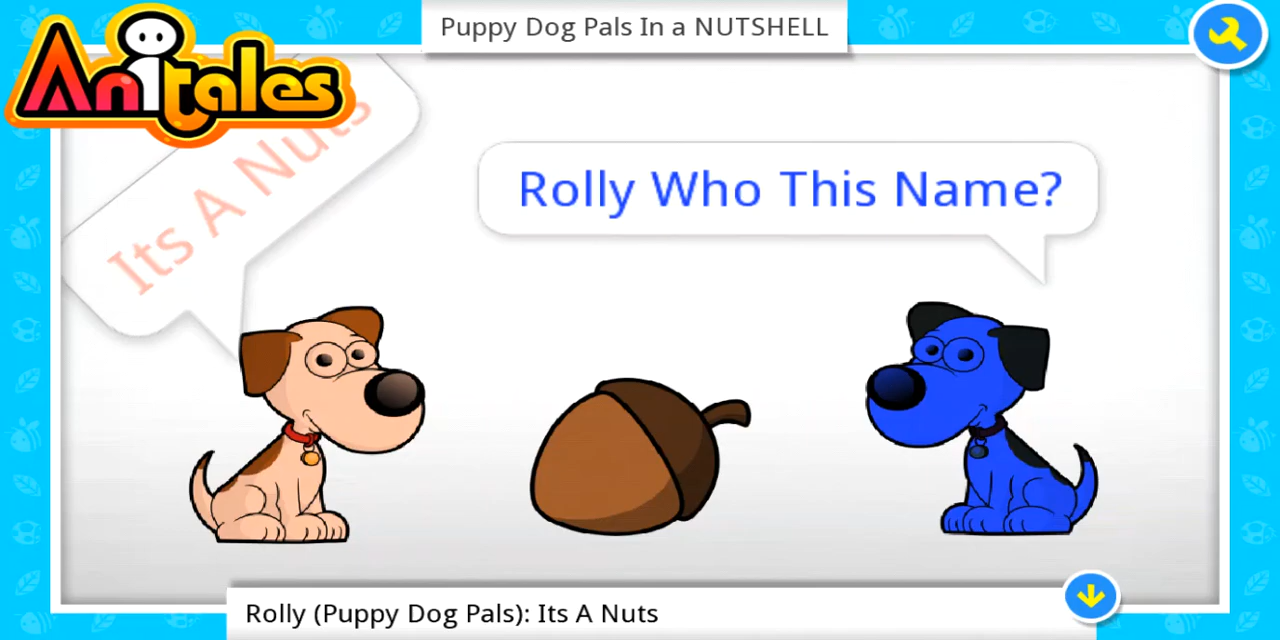 Puppy Dog Pals In a NUTSHELL
Anitales
Its A Nuts
Rolly Who This Name?
Rolly (Puppy Dog Pals): Its A Nuts